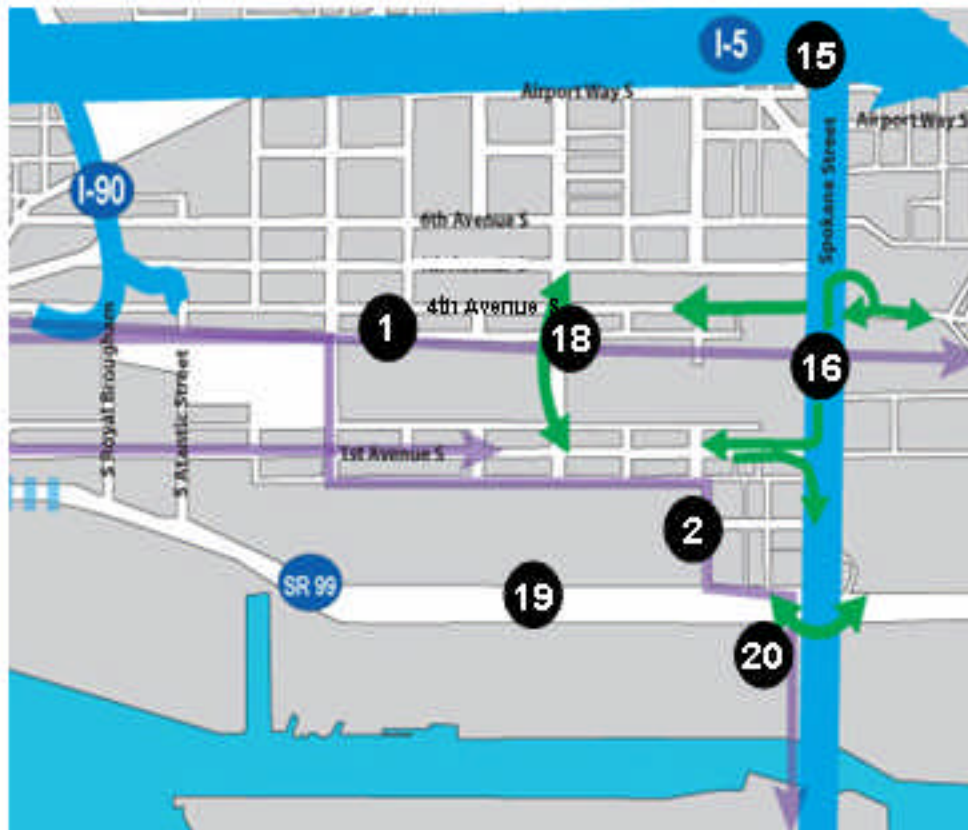 I-5
15
Airport Way S
Airport Way S
Spokane Street
I-90
6th Avenue S
4th Avenue S
1
18
16
S Royal Brougham
S Atlantic Street
1st Avenue S
2
SR 99
19
20